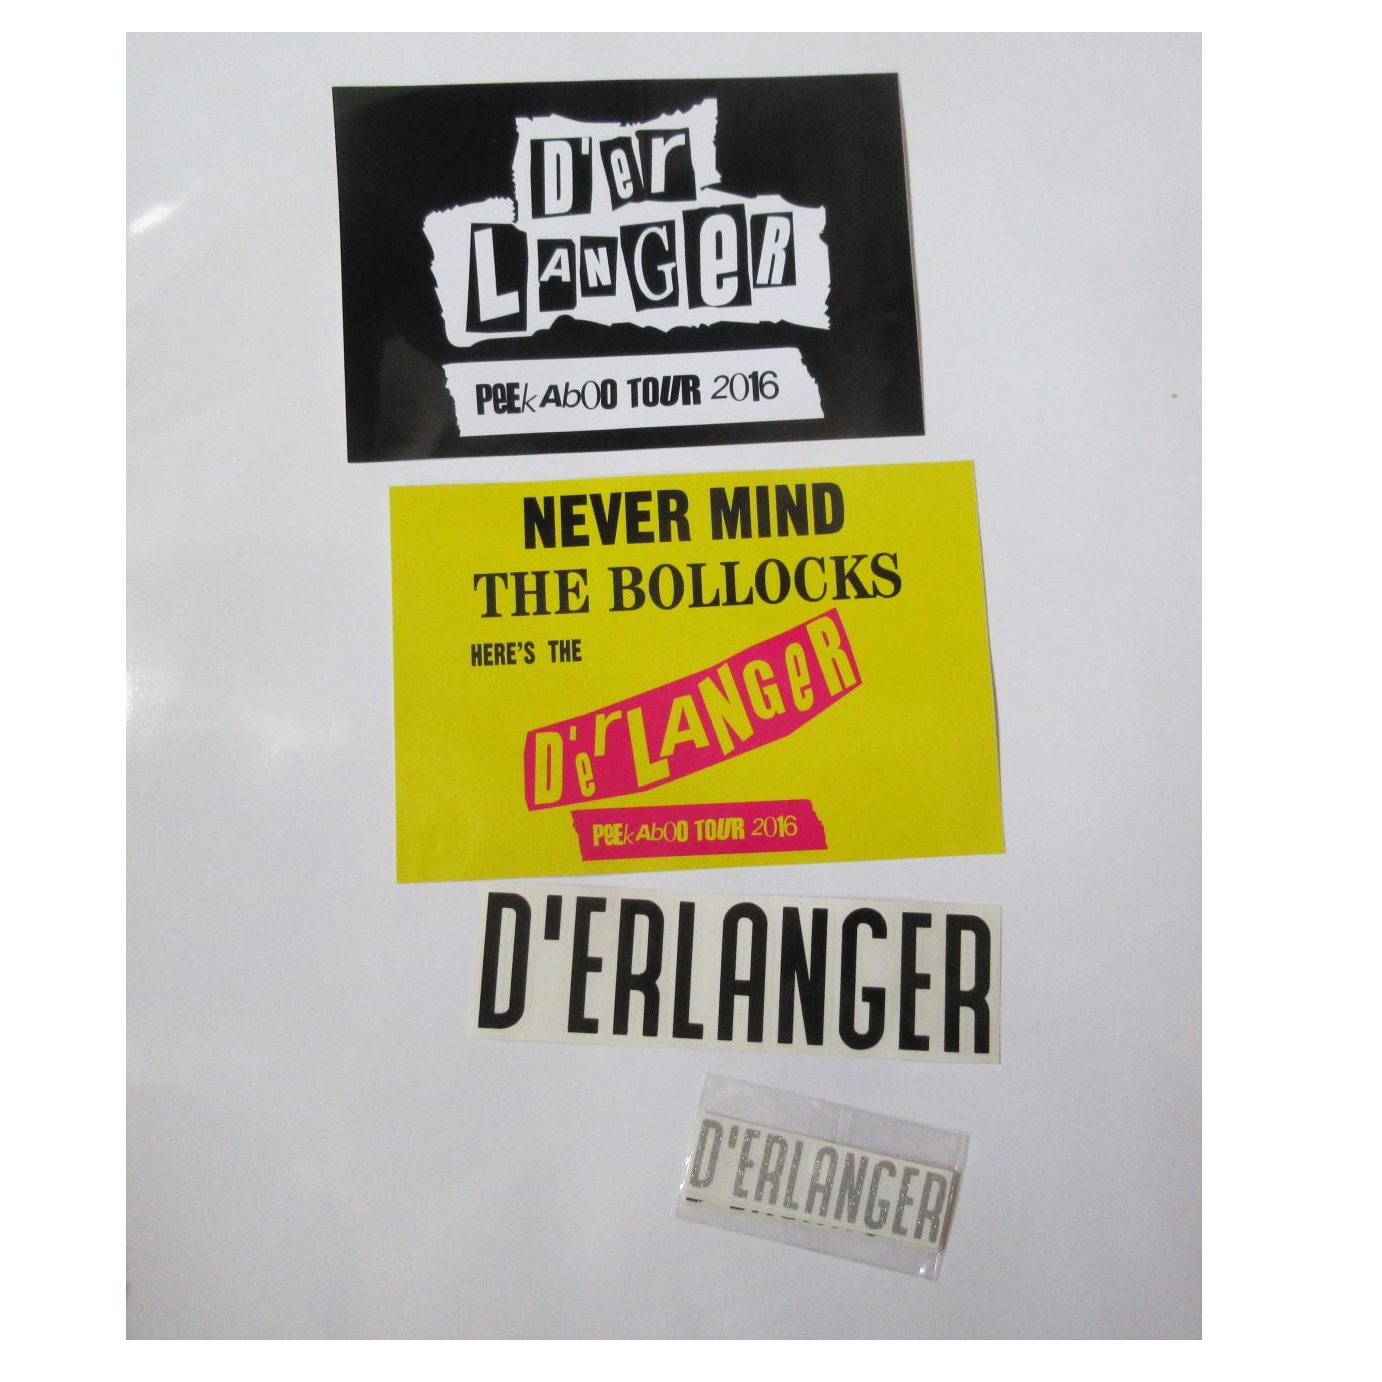 D'er
LANGeR
PeEkAbOO TOUR 2016
NEVER MIND
THE BOLLOCKS
HERE'S THE
D'erLANGeR
PeEkAbOO TOUR 2016
D'ERLANGER
D'ERLANGER